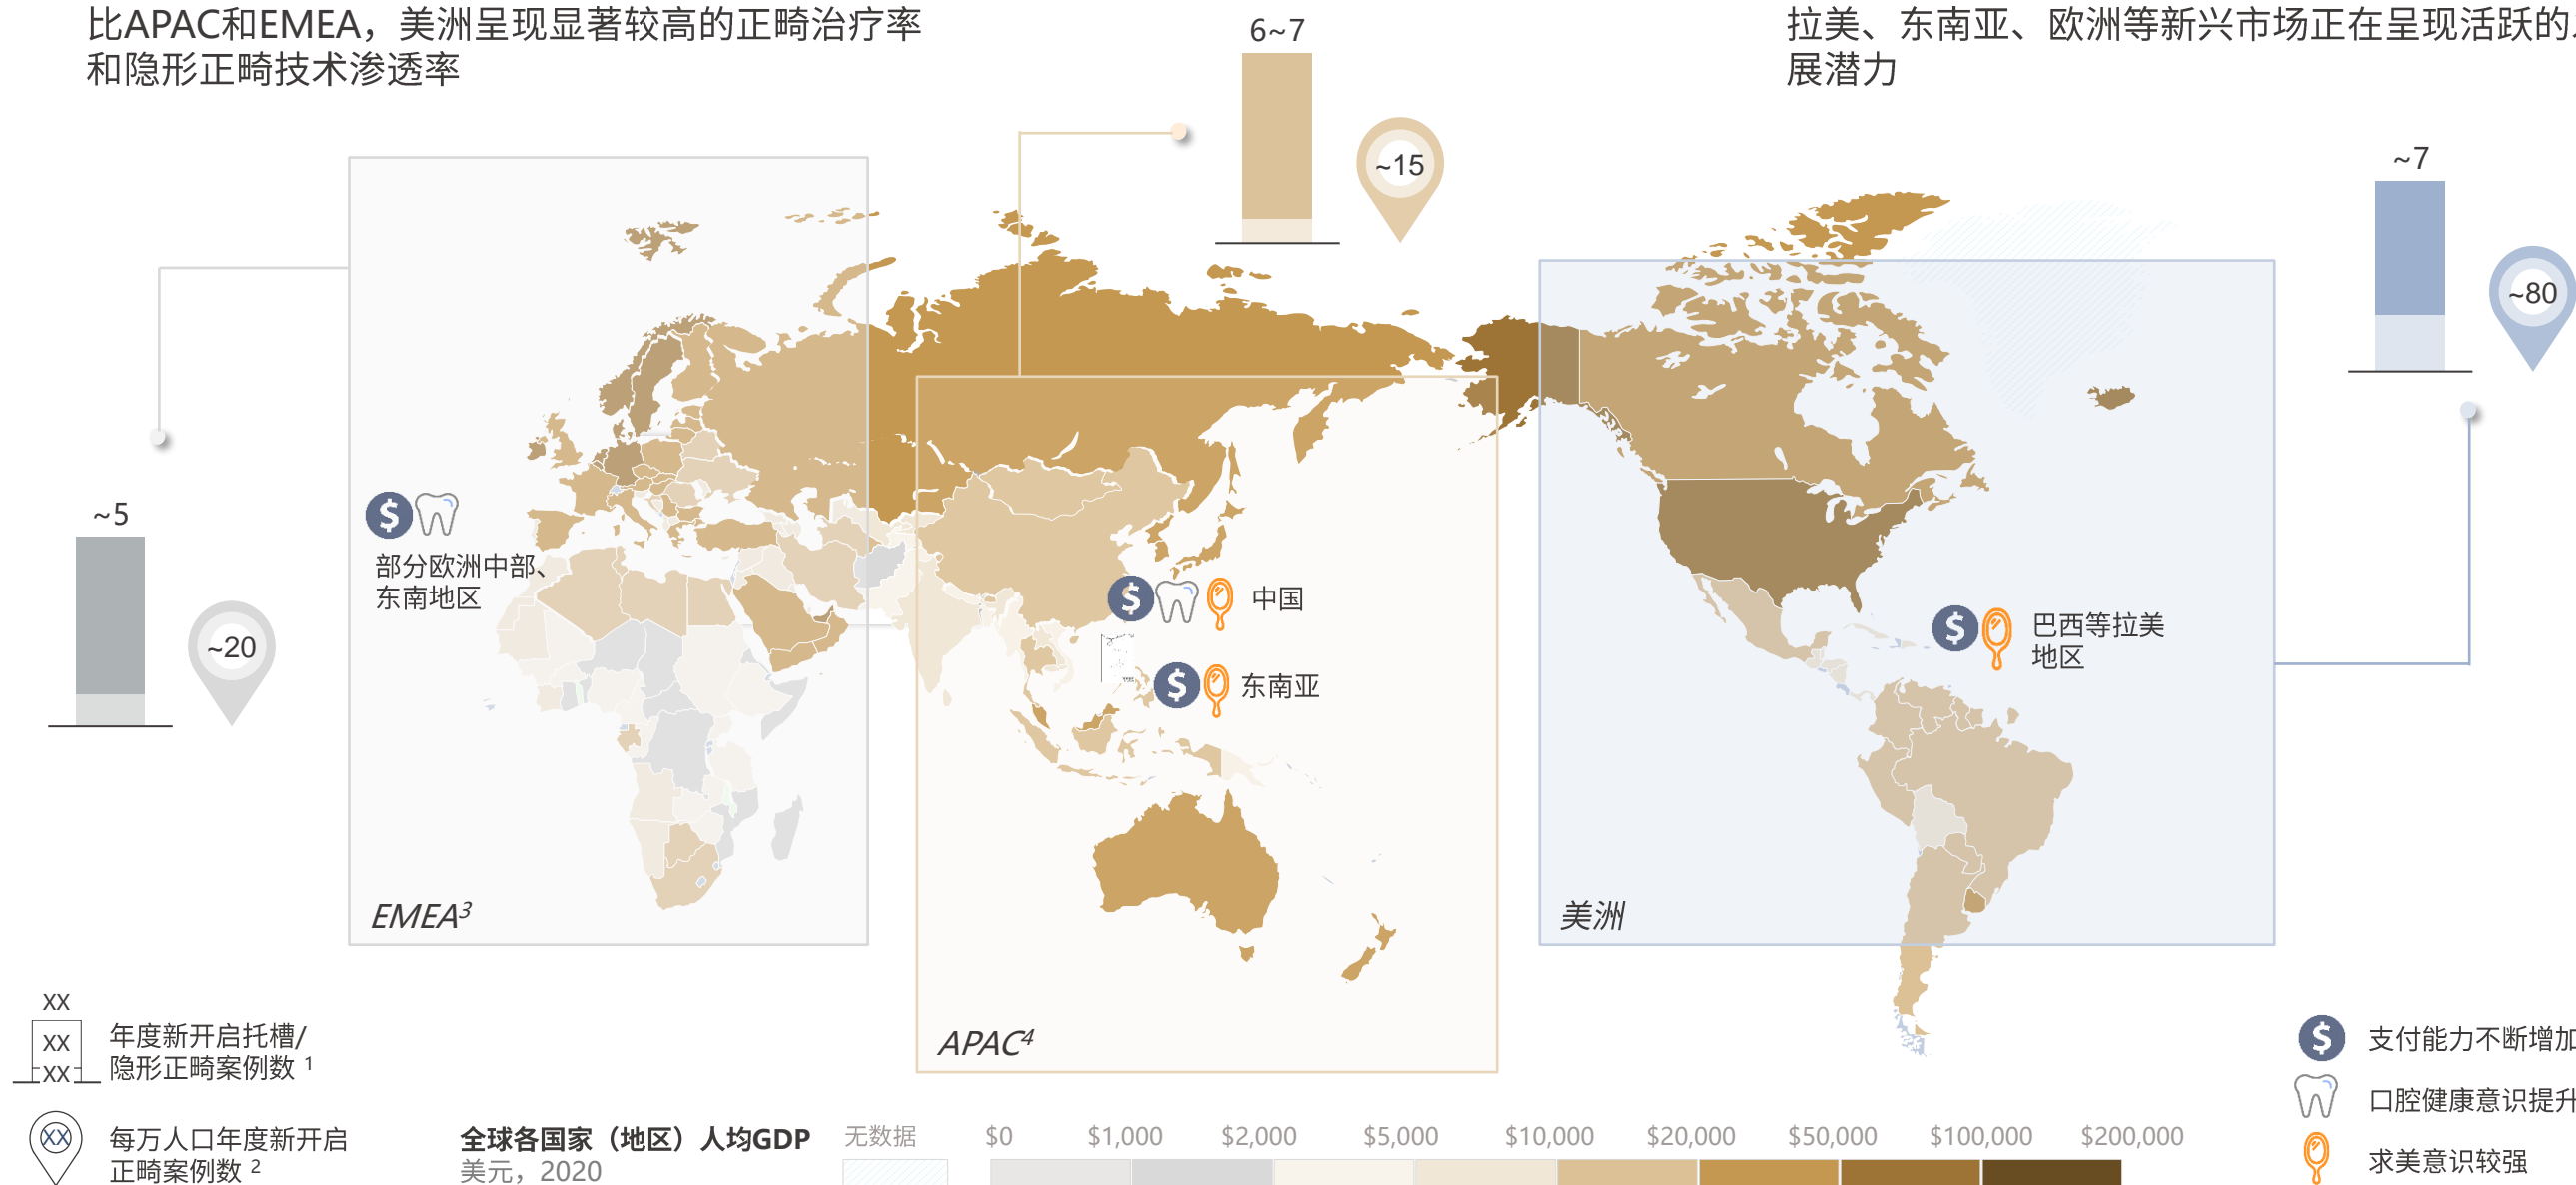 比APAC和EMEA，美洲呈现显著较高的正畸治疗率
和隐形正畸技术渗透率
拉美、东南亚、欧洲等新兴市场正在呈现活跃的
展潜力
6~7
~15
~7
~80
~5
~20
部分欧洲中部、
东南地区
中国
东南亚
巴西等拉美
地区
EMEA³
APAC⁴
美洲
XX
XX
XX
年度新开启托槽/
隐形正畸案例数 ¹
XX
每万人口年度新开启
正畸案例数 ²
全球各国家（地区）人均GDP
美元，2020
无数据
$0
$1,000
$2,000
$5,000
$10,000
$20,000
$50,000
$100,000
$200,000
支付能力不断增加
口腔健康意识提升
求美意识较强